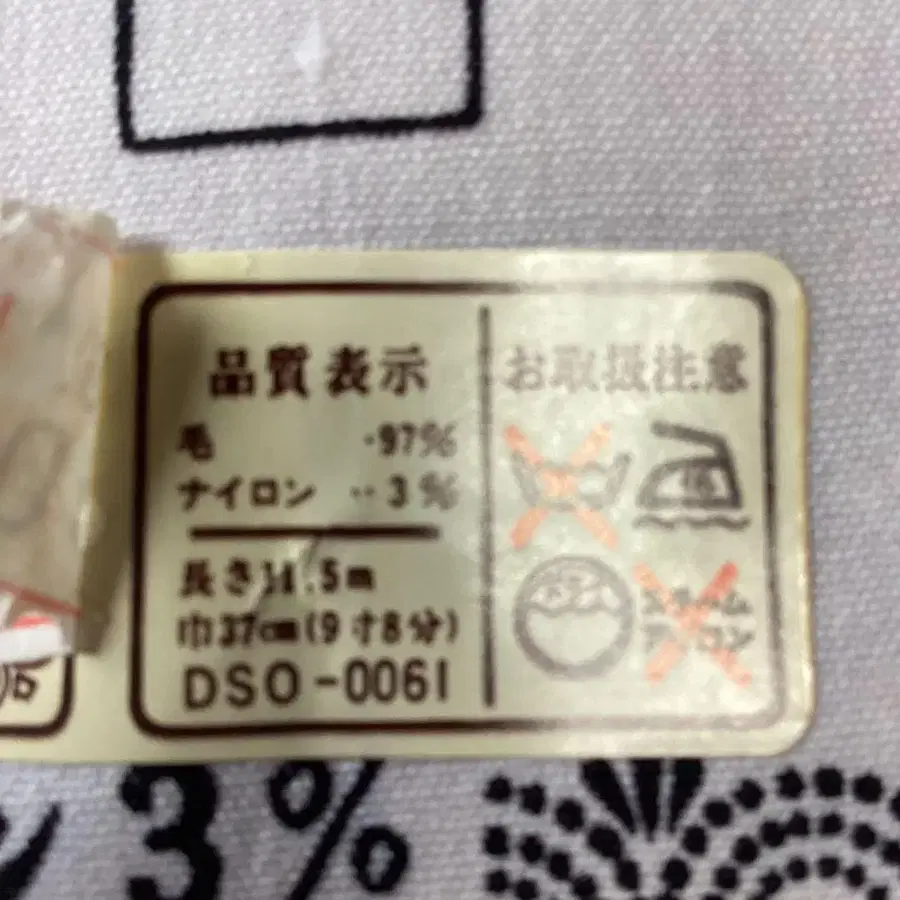 品質表示
毛 ‥97%
ナイロン ‥3%
長さ11.5m
巾37cm(9寸8分)
DSO-0061
お取扱注意
スチーム
アイロン
3%